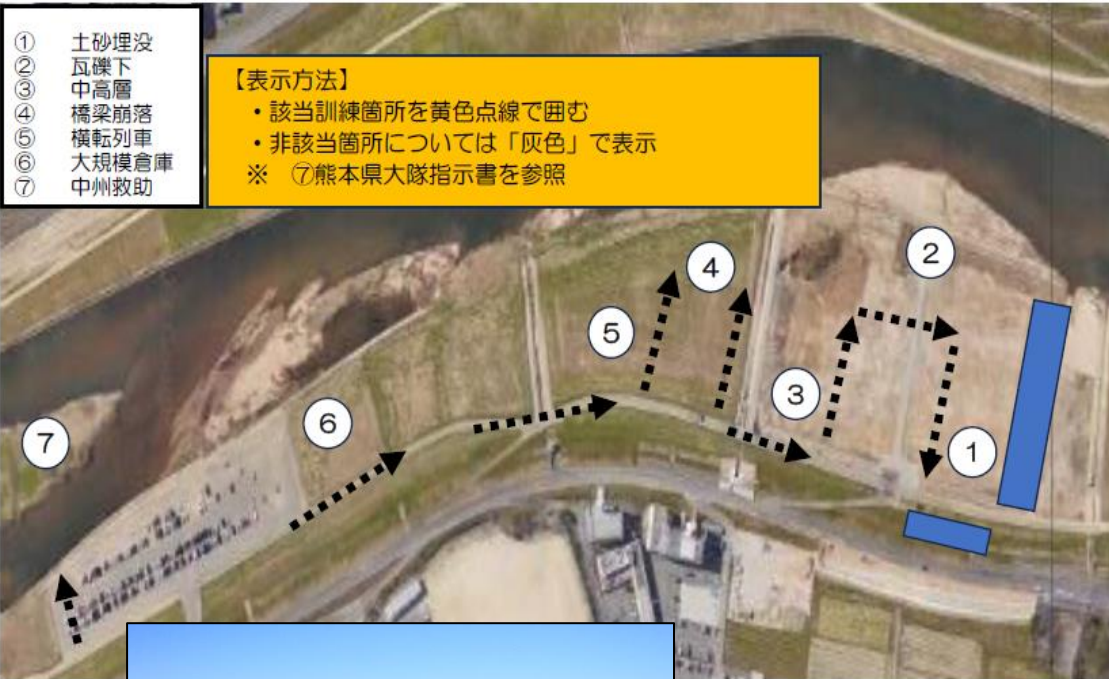 ① 土砂埋没
② 瓦礫下
③ 中高層
④ 橋梁崩落
⑤ 横転列車
⑥ 大規模倉庫
⑦ 中州救助
【表示方法】
・該当訓練箇所を黄色点線で囲む
・非該当箇所については「灰色」で表示
※ ⑦熊本県大隊指示書を参照
②
④
⑤
③
⑥
⑦
①